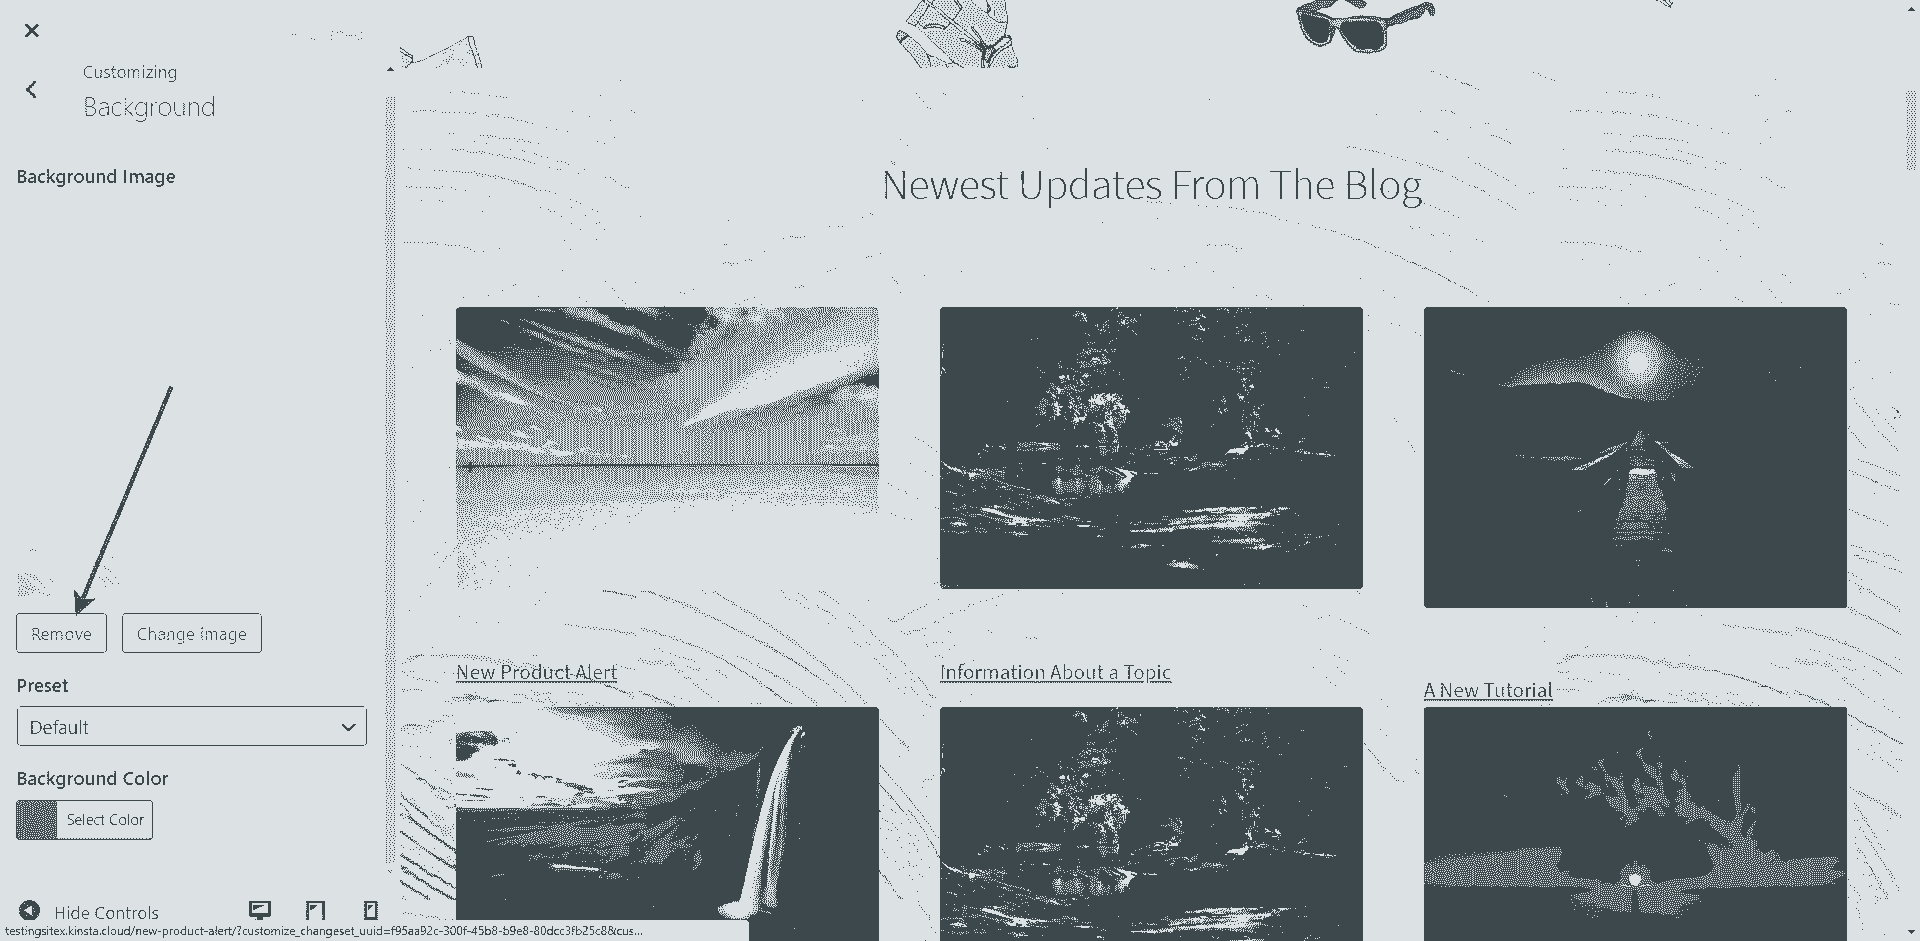 Customizing
Background
Background Image
Remove
Change image
Preset
Default
Background Color
Select Color
Hide Controls
testingsitex.kinsta.cloud/new-product-alert/?customize_changeset_uuid=f95aa92c-300f-45b8-b9e8-80dcc3fb25c8&cus...
Newest Updates From The Blog
New Product Alert
Information About a Topic
A New Tutorial